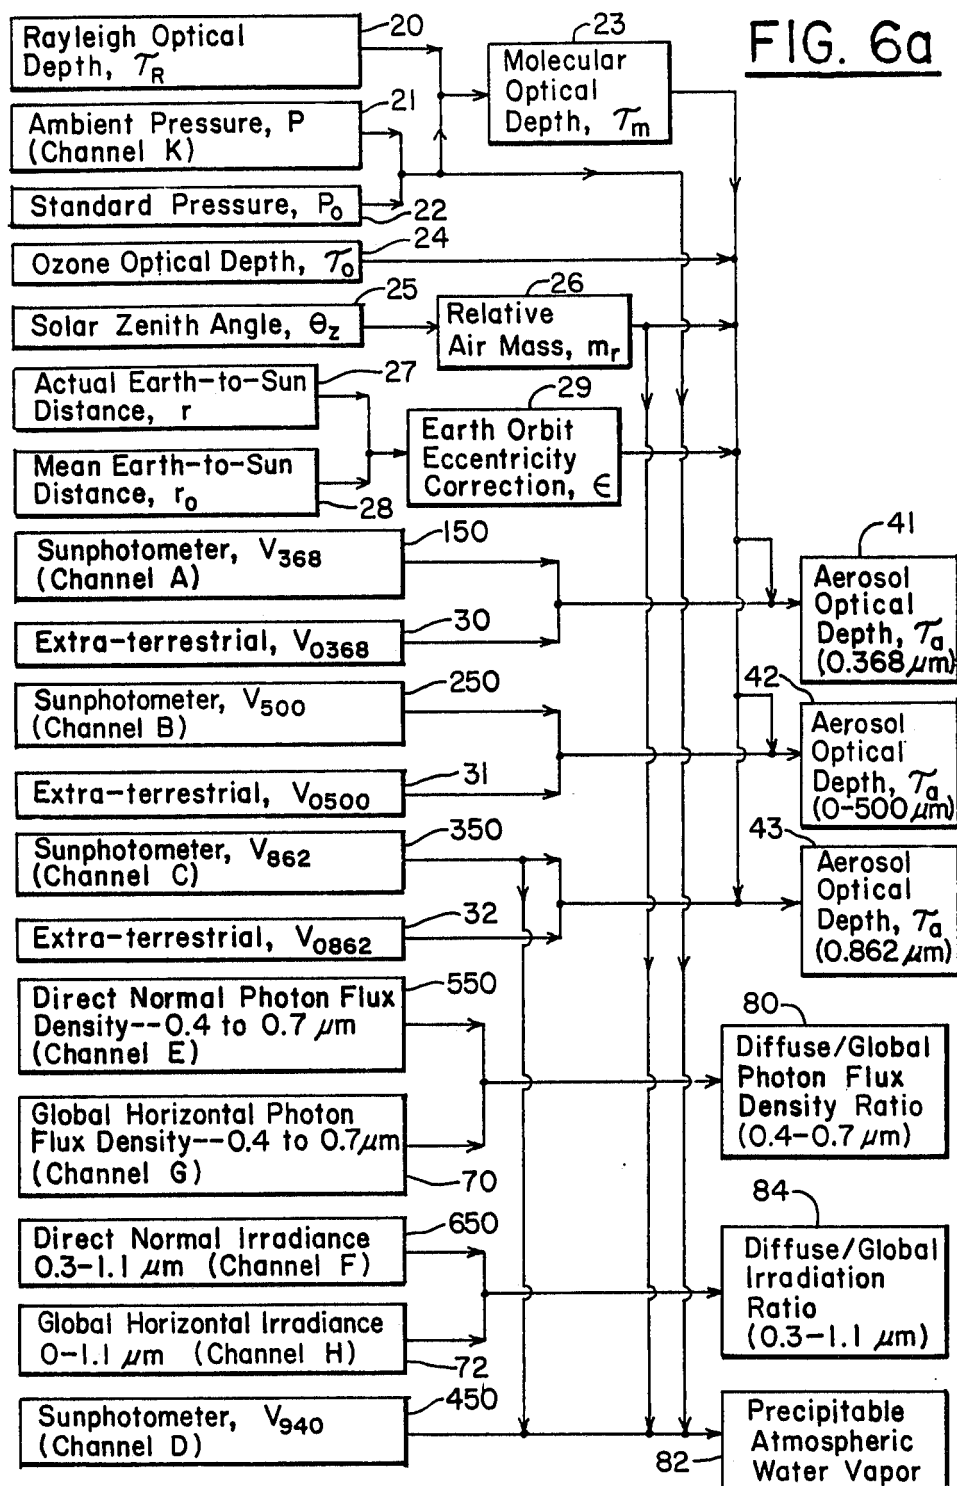 FIG. 6a
20
Rayleigh Optical
Depth, τR
21
Ambient Pressure, P
(Channel K)
Standard Pressure, Po
22
23
Molecular
Optical
Depth, τm
24
Ozone Optical Depth, τo
25
Solar Zenith Angle, θz
26
Relative
Air Mass, mr
27
Actual Earth-to-Sun
Distance, r
Mean Earth-to-Sun
Distance, ro
28
29
Earth Orbit
Eccentricity
Correction, ϵ
150
Sunphotometer, V368
(Channel A)
30
Extra-terrestrial, V0368
41
Aerosol
Optical
Depth, τa
(0.368 μm)
250
Sunphotometer, V500
(Channel B)
31
Extra-terrestrial, V0500
42
Aerosol
Optical
Depth, τa
(0-500 μm)
350
Sunphotometer, V862
(Channel C)
32
Extra-terrestrial, V0862
43
Aerosol
Optical
Depth, τa
(0.862 μm)
550
Direct Normal Photon Flux
Density--0.4 to 0.7 μm
(Channel E)
Global Horizontal Photon
Flux Density--0.4 to 0.7μm
(Channel G)
70
80
Diffuse/Global
Photon Flux
Density Ratio
(0.4-0.7 μm)
650
Direct Normal Irradiance
0.3-1.1 μm (Channel F)
Global Horizontal Irradiance
0-1.1 μm (Channel H)
72
84
Diffuse/Global
Irradiation
Ratio
(0.3-1.1 μm)
450
Sunphotometer, V940
(Channel D)
82
Precipitable
Atmospheric
Water Vapor